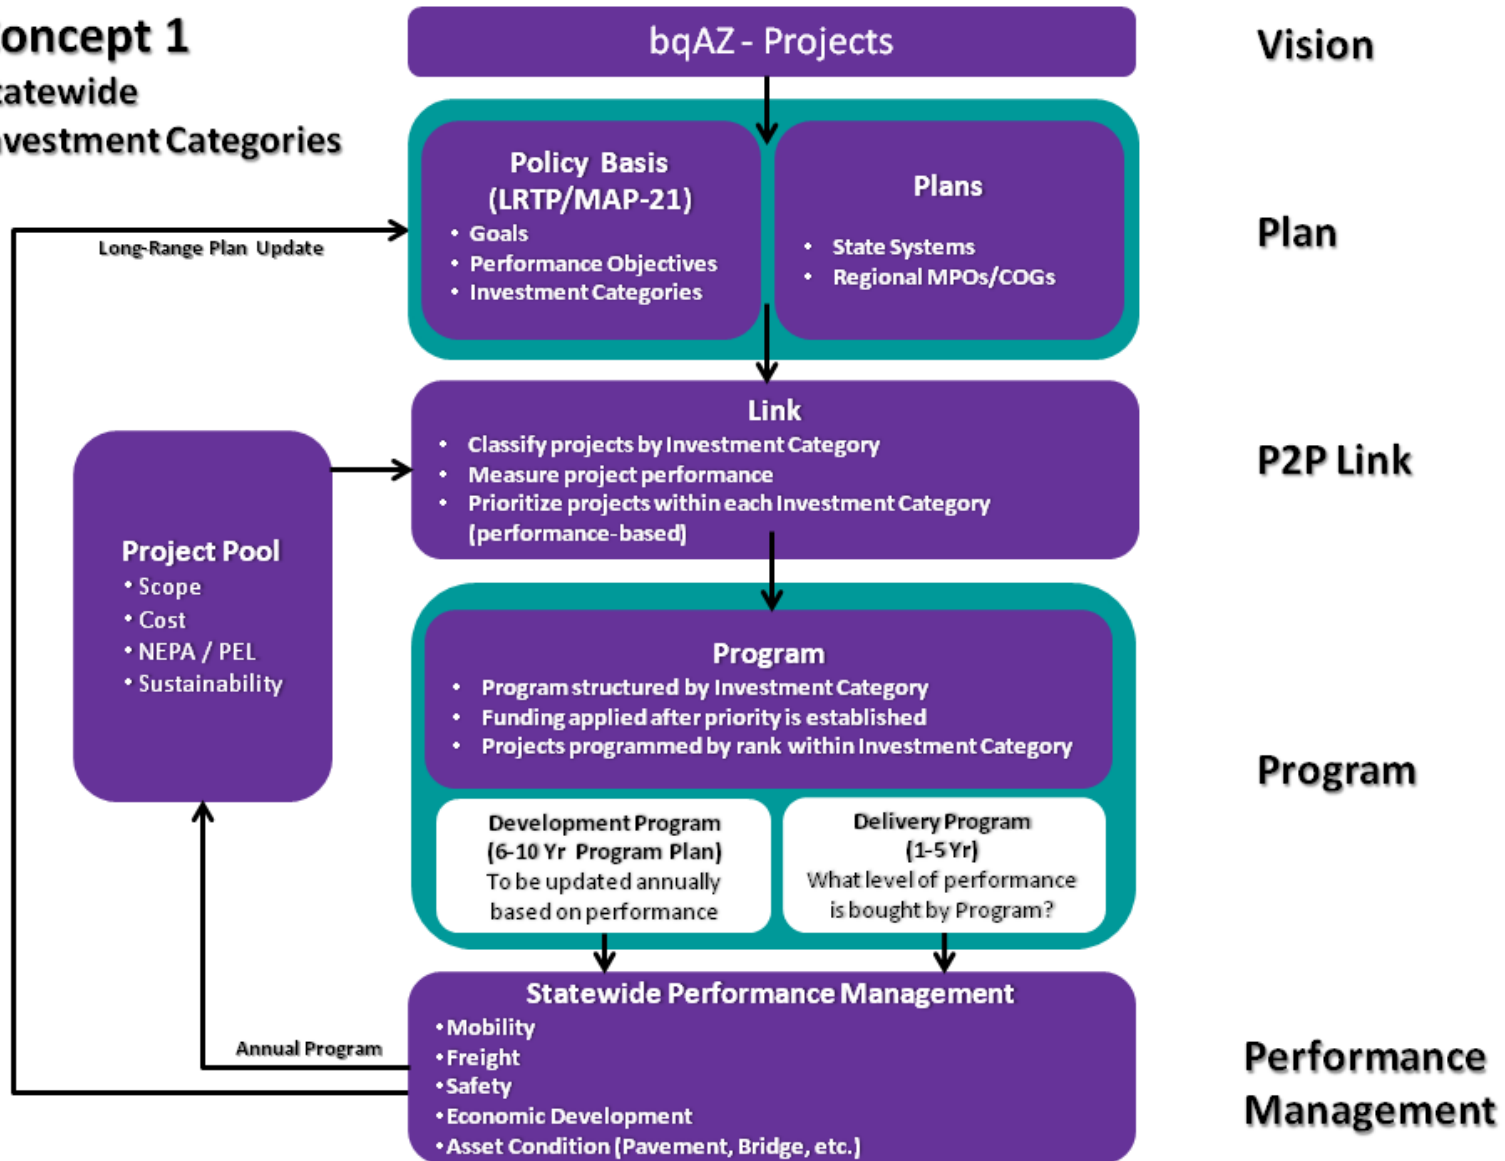 oncept 1
tatewide
nvestment Categories
bqAZ - Projects
Vision
Policy Basis
(LRTP/MAP-21)
• Goals
• Performance Objectives
• Investment Categories
Plans
• State Systems
• Regional MPOs/COGs
Plan
Long-Range Plan Update
Link
• Classify projects by Investment Category
• Measure project performance
• Prioritize projects within each Investment Category
(performance-based)
P2P Link
Project Pool
• Scope
• Cost
• NEPA / PEL
• Sustainability
Program
• Program structured by Investment Category
• Funding applied after priority is established
• Projects programmed by rank within Investment Category
Program
Development Program
(6-10 Yr Program Plan)
To be updated annually
based on performance
Delivery Program
(1-5 Yr)
What level of performance
is bought by Program?
Statewide Performance Management
• Mobility
• Freight
• Safety
• Economic Development
• Asset Condition (Pavement, Bridge, etc.)
Annual Program
Performance
Management